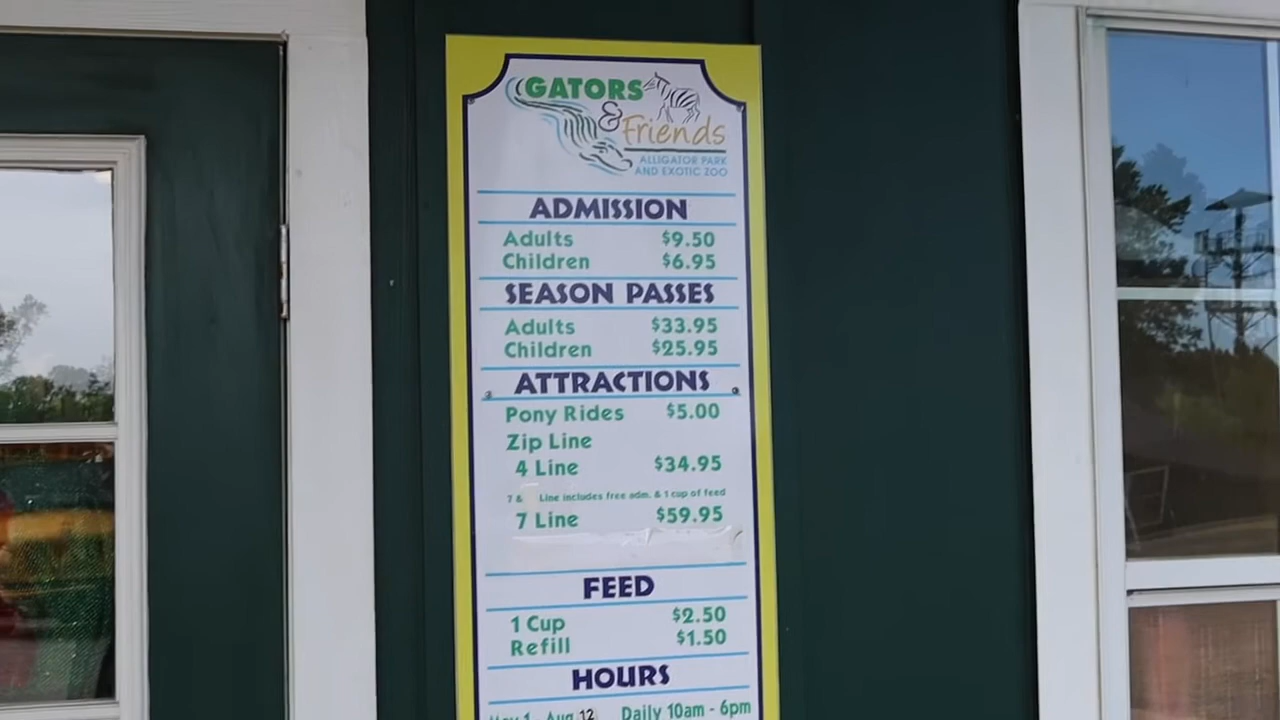 GATORS
& Friends
ALLIGATOR PARK
AND EXOTIC ZOO
ADMISSION
Adults $9.50
Children $6.95
SEASON PASSES
Adults $33.95
Children $25.95
ATTRACTIONS
Pony Rides $5.00
Zip Line
4 Line $34.95
7 & Line includes free adm. & 1 cup of feed
7 Line $59.95
FEED
1 Cup $2.50
Refill $1.50
HOURS
May 1 - Aug 12 Daily 10am - 6pm